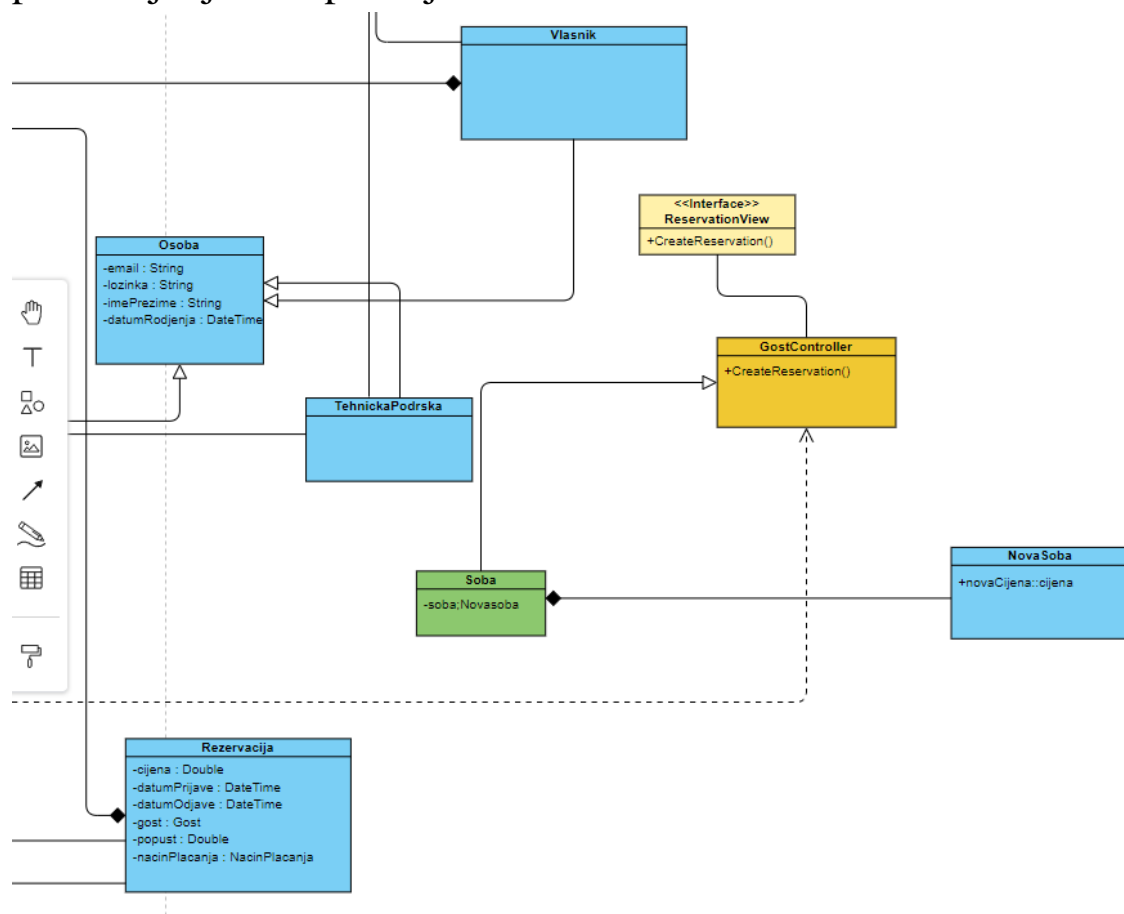 Vlasnik
<<Interface>>
ReservationView
+CreateReservation()
Osoba
-email : String
-lozinka : String
-imePrezime : String
-datumRodjenja : DateTime
GostController
+CreateReservation()
TehnickaPodrska
Soba
-soba;Novasoba
NovaSoba
+novaCijena::cijena
Rezervacija
-cijena : Double
-datumPrijave : DateTime
-datumOdjave : DateTime
-gost : Gost
-popust : Double
-nacinPlacanja : NacinPlacanja